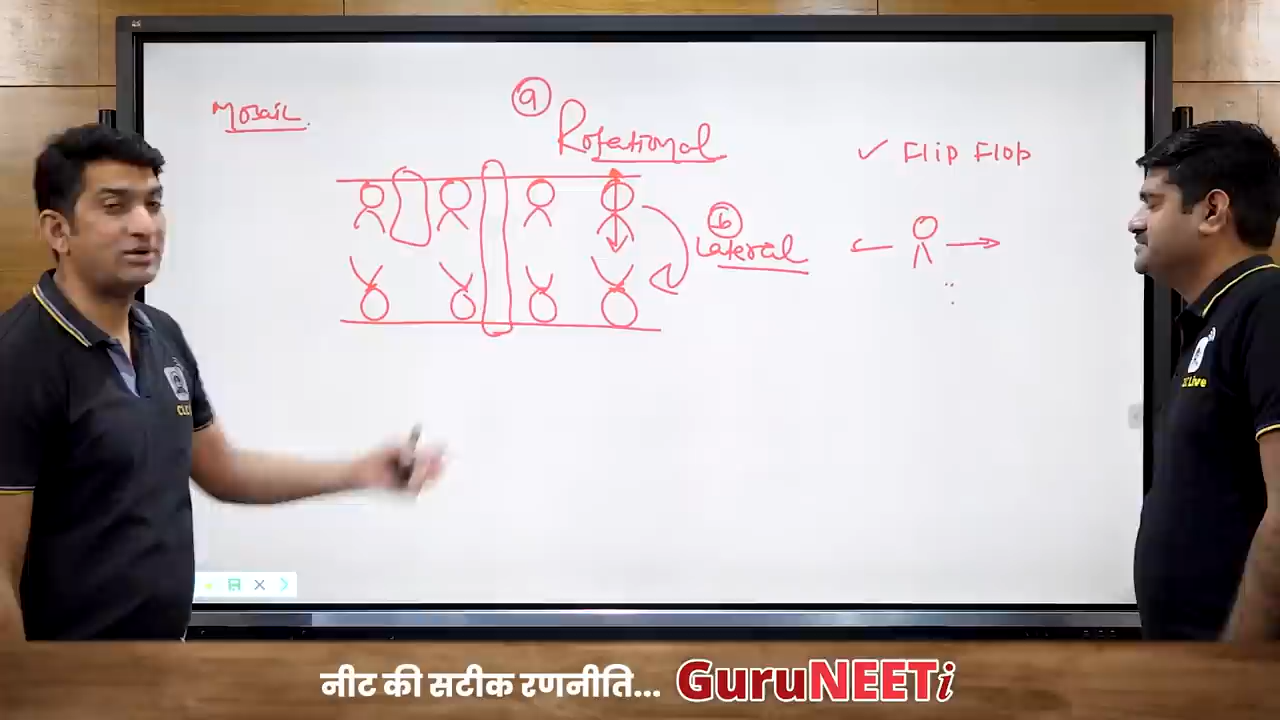 Mosaic
a
Rotational
✓ Flip Flop
b
Lateral
नीट की सटीक रणनीति... GuruNEETi